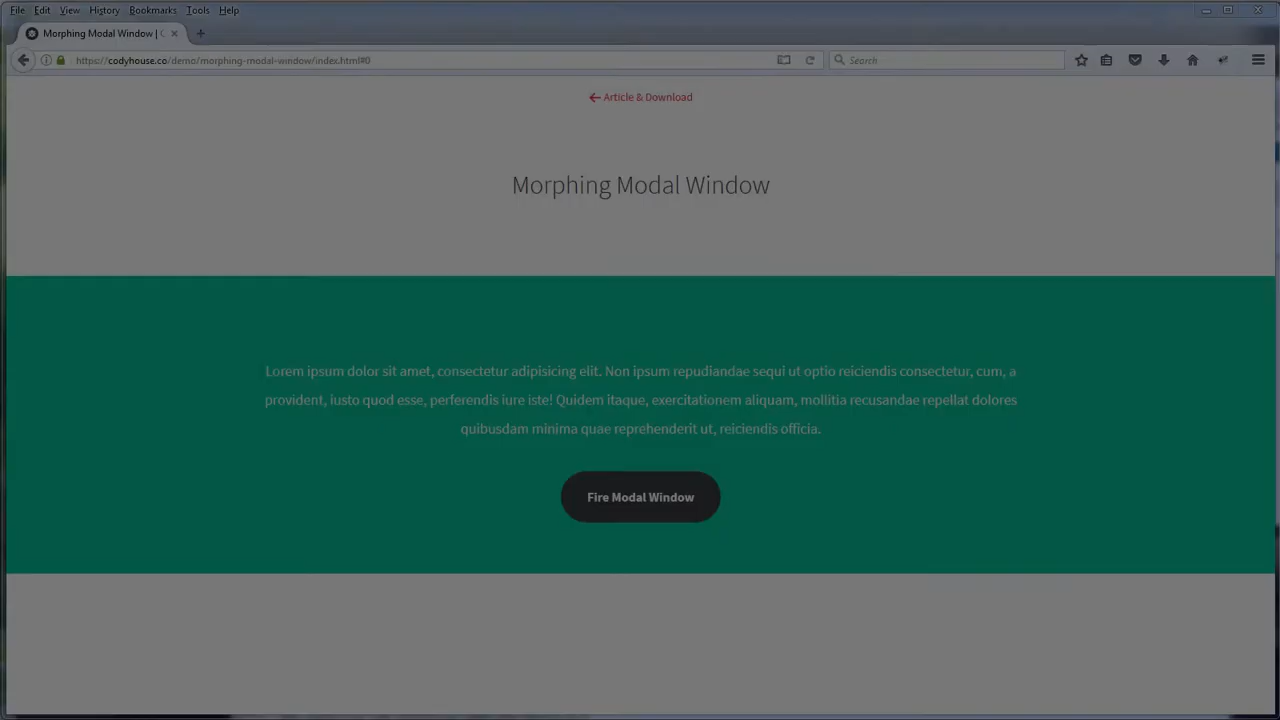 File Edit View History Bookmarks Tools Help
Morphing Modal Window |
https://codyhouse.co/demo/morphing-modal-window/index.html#0
Search
Article & Download
Morphing Modal Window
Lorem ipsum dolor sit amet, consectetur adipisicing elit. Non ipsum repudiandae sequi ut optio reiciendis consectetur, cum, a
provident, iusto quod esse, perferendis iure iste! Quidem itaque, exercitationem aliquam, mollitia recusandae repellat dolores
quibusdam minima quae reprehenderit ut, reiciendis officia.
Fire Modal Window